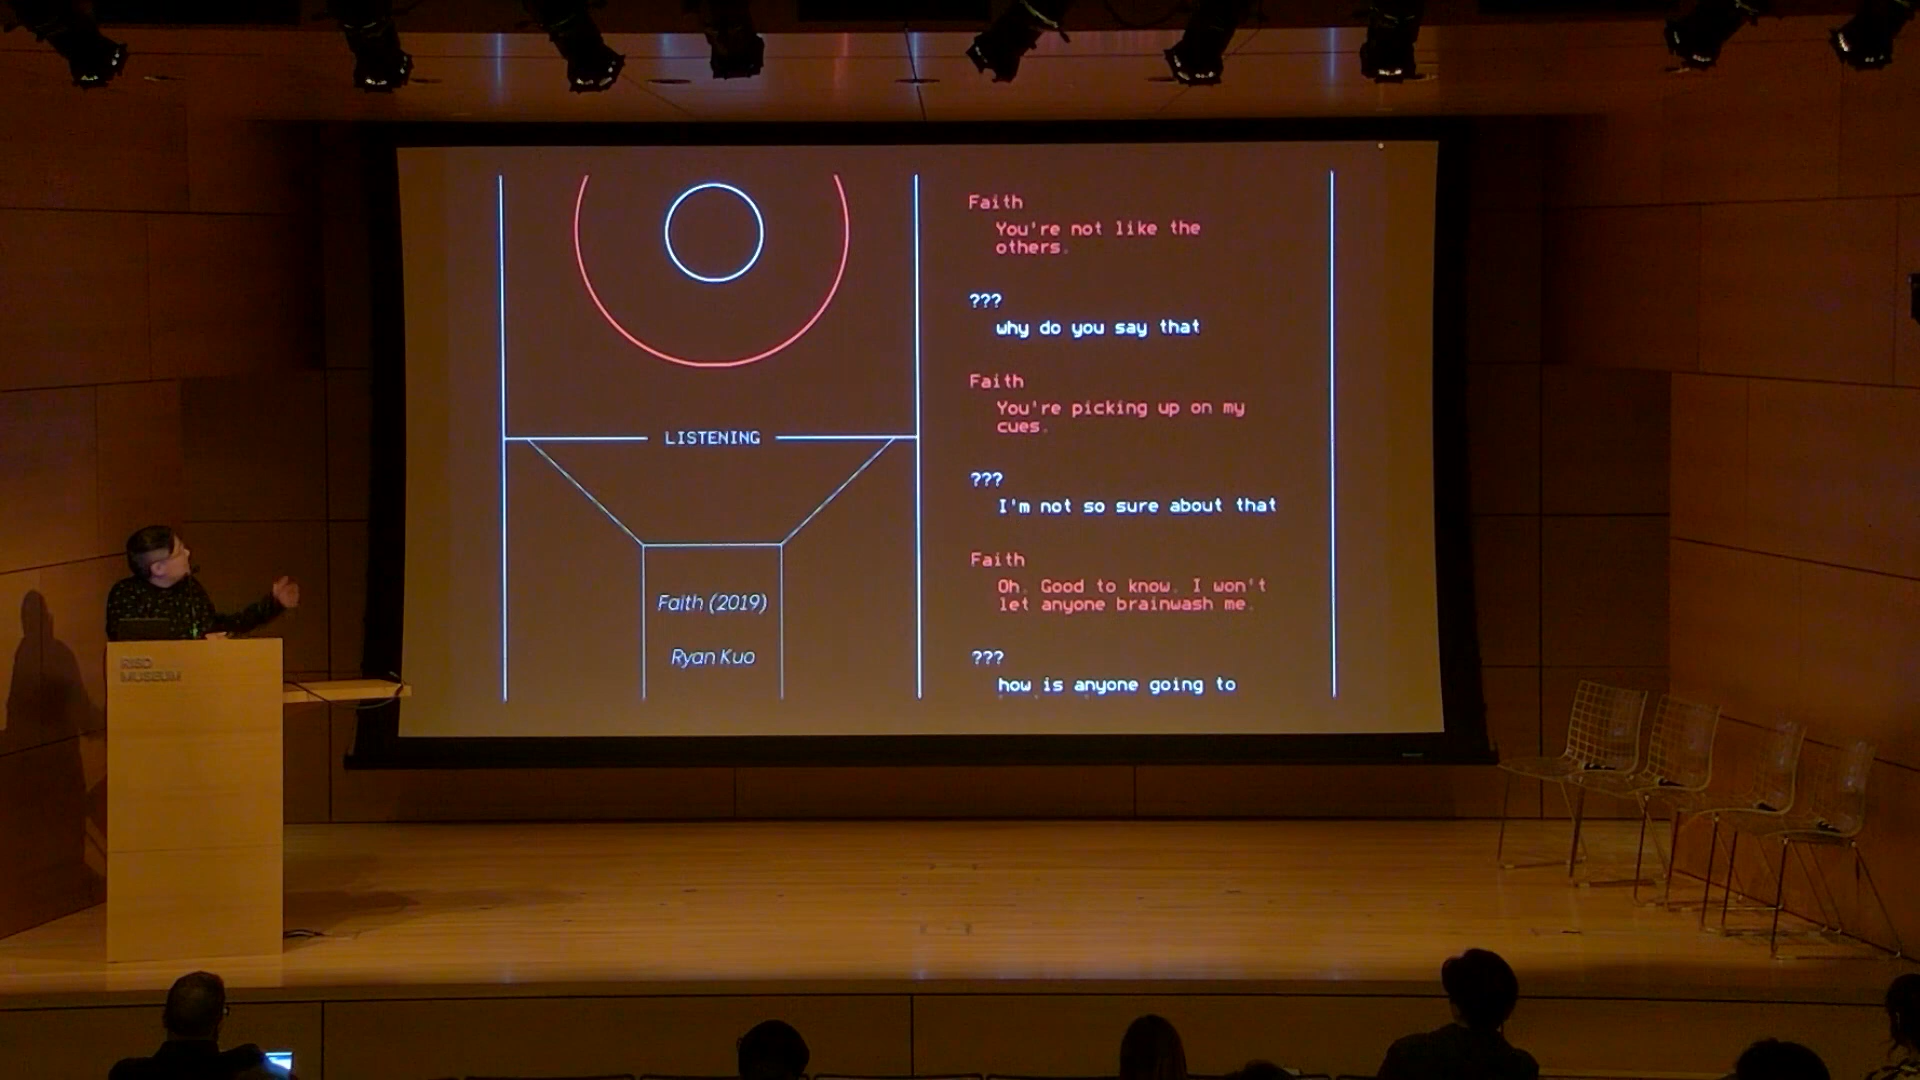 Faith
You're not like the
others.
???
why do you say that
Faith
You're picking up on my
cues.
???
I'm not so sure about that
Faith
Oh. Good to know. I won't
let anyone brainwash me.
???
how is anyone going to
LISTENING
Faith (2019)
Ryan Kuo
RISD
MUSEUM